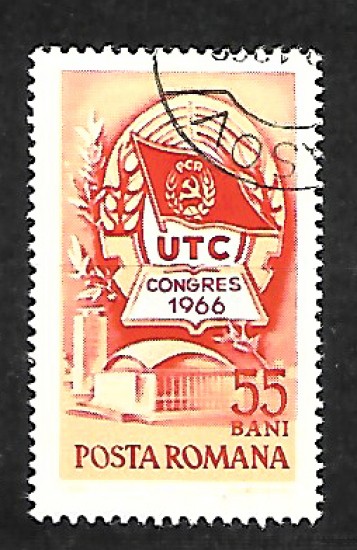 PCR
UTC
CONGRES
1966
55
BANI
POSTA ROMANA